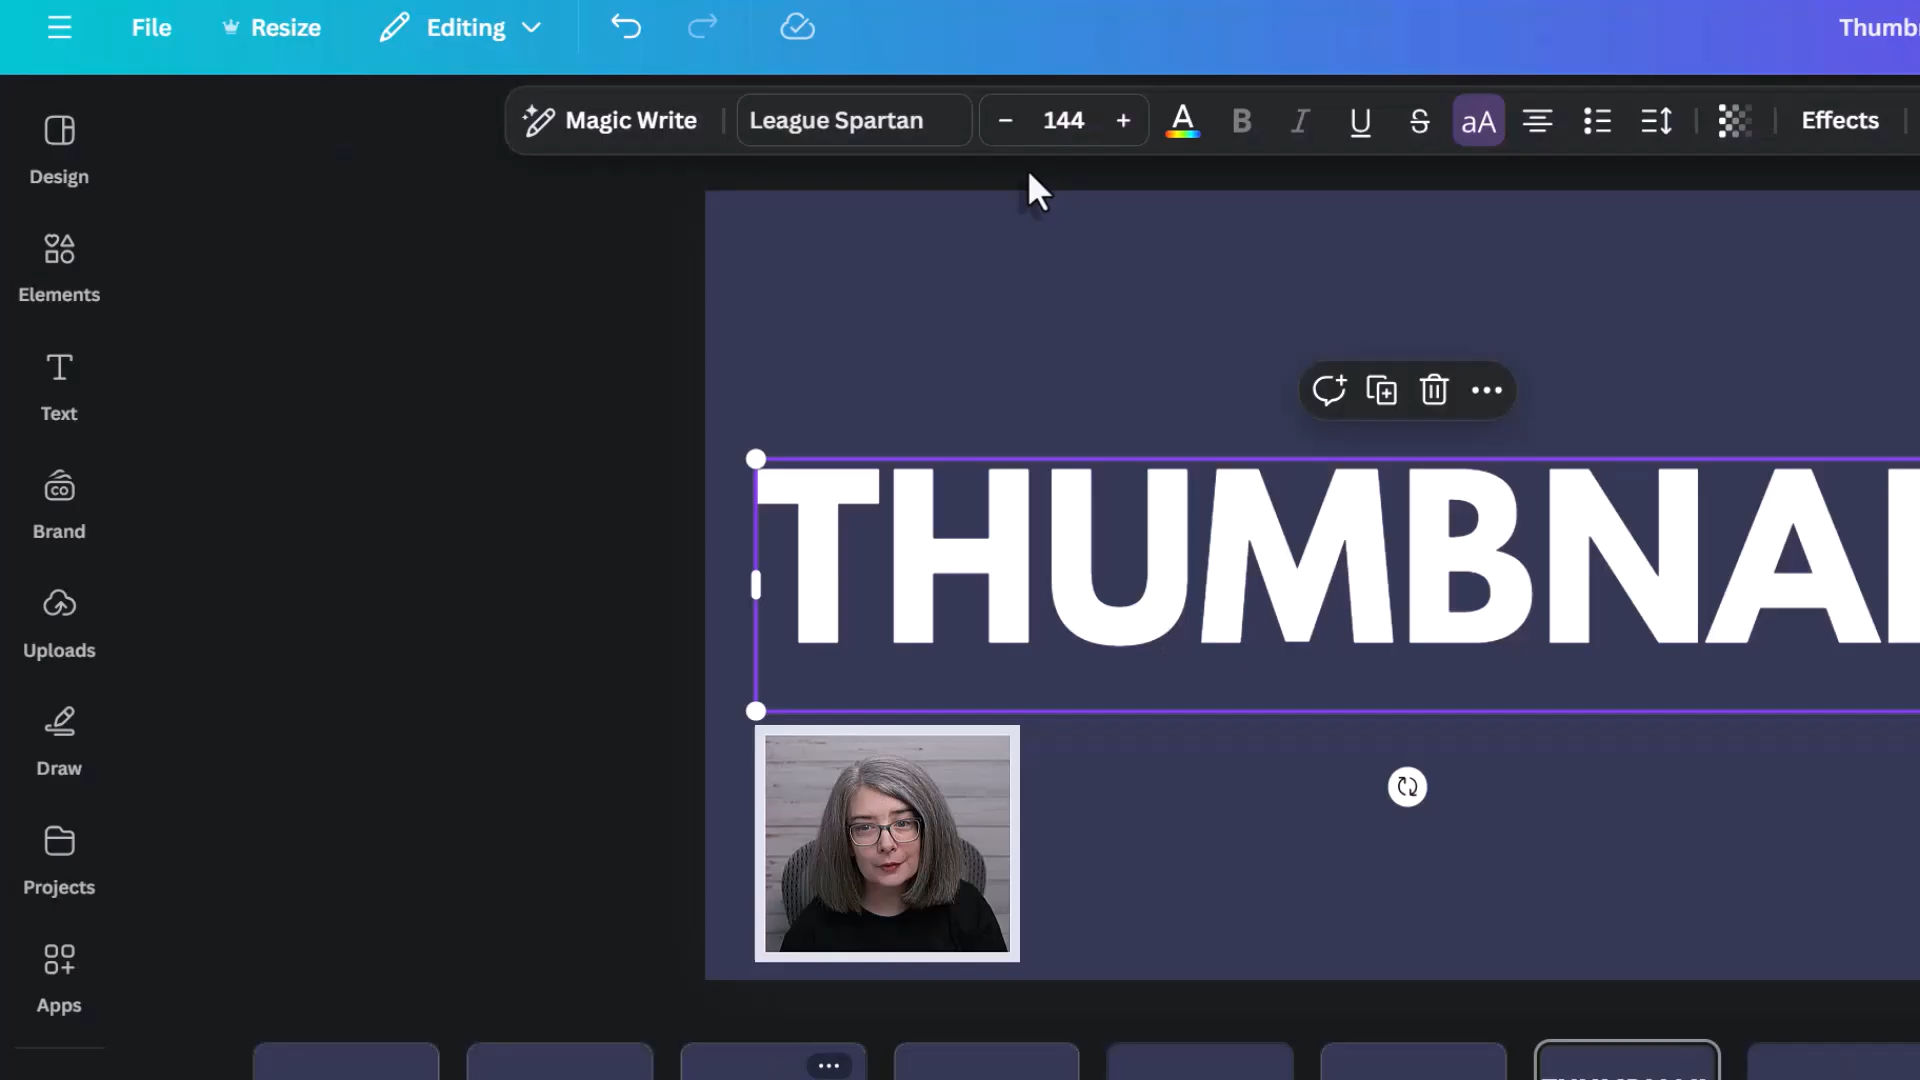 File
Resize
Editing
Thumb
Magic Write
League Spartan
− 144 +
A B I U S aA
Effects
Design
Elements
Text
CO
Brand
Uploads
Draw
Projects
Apps
THUMBNAI